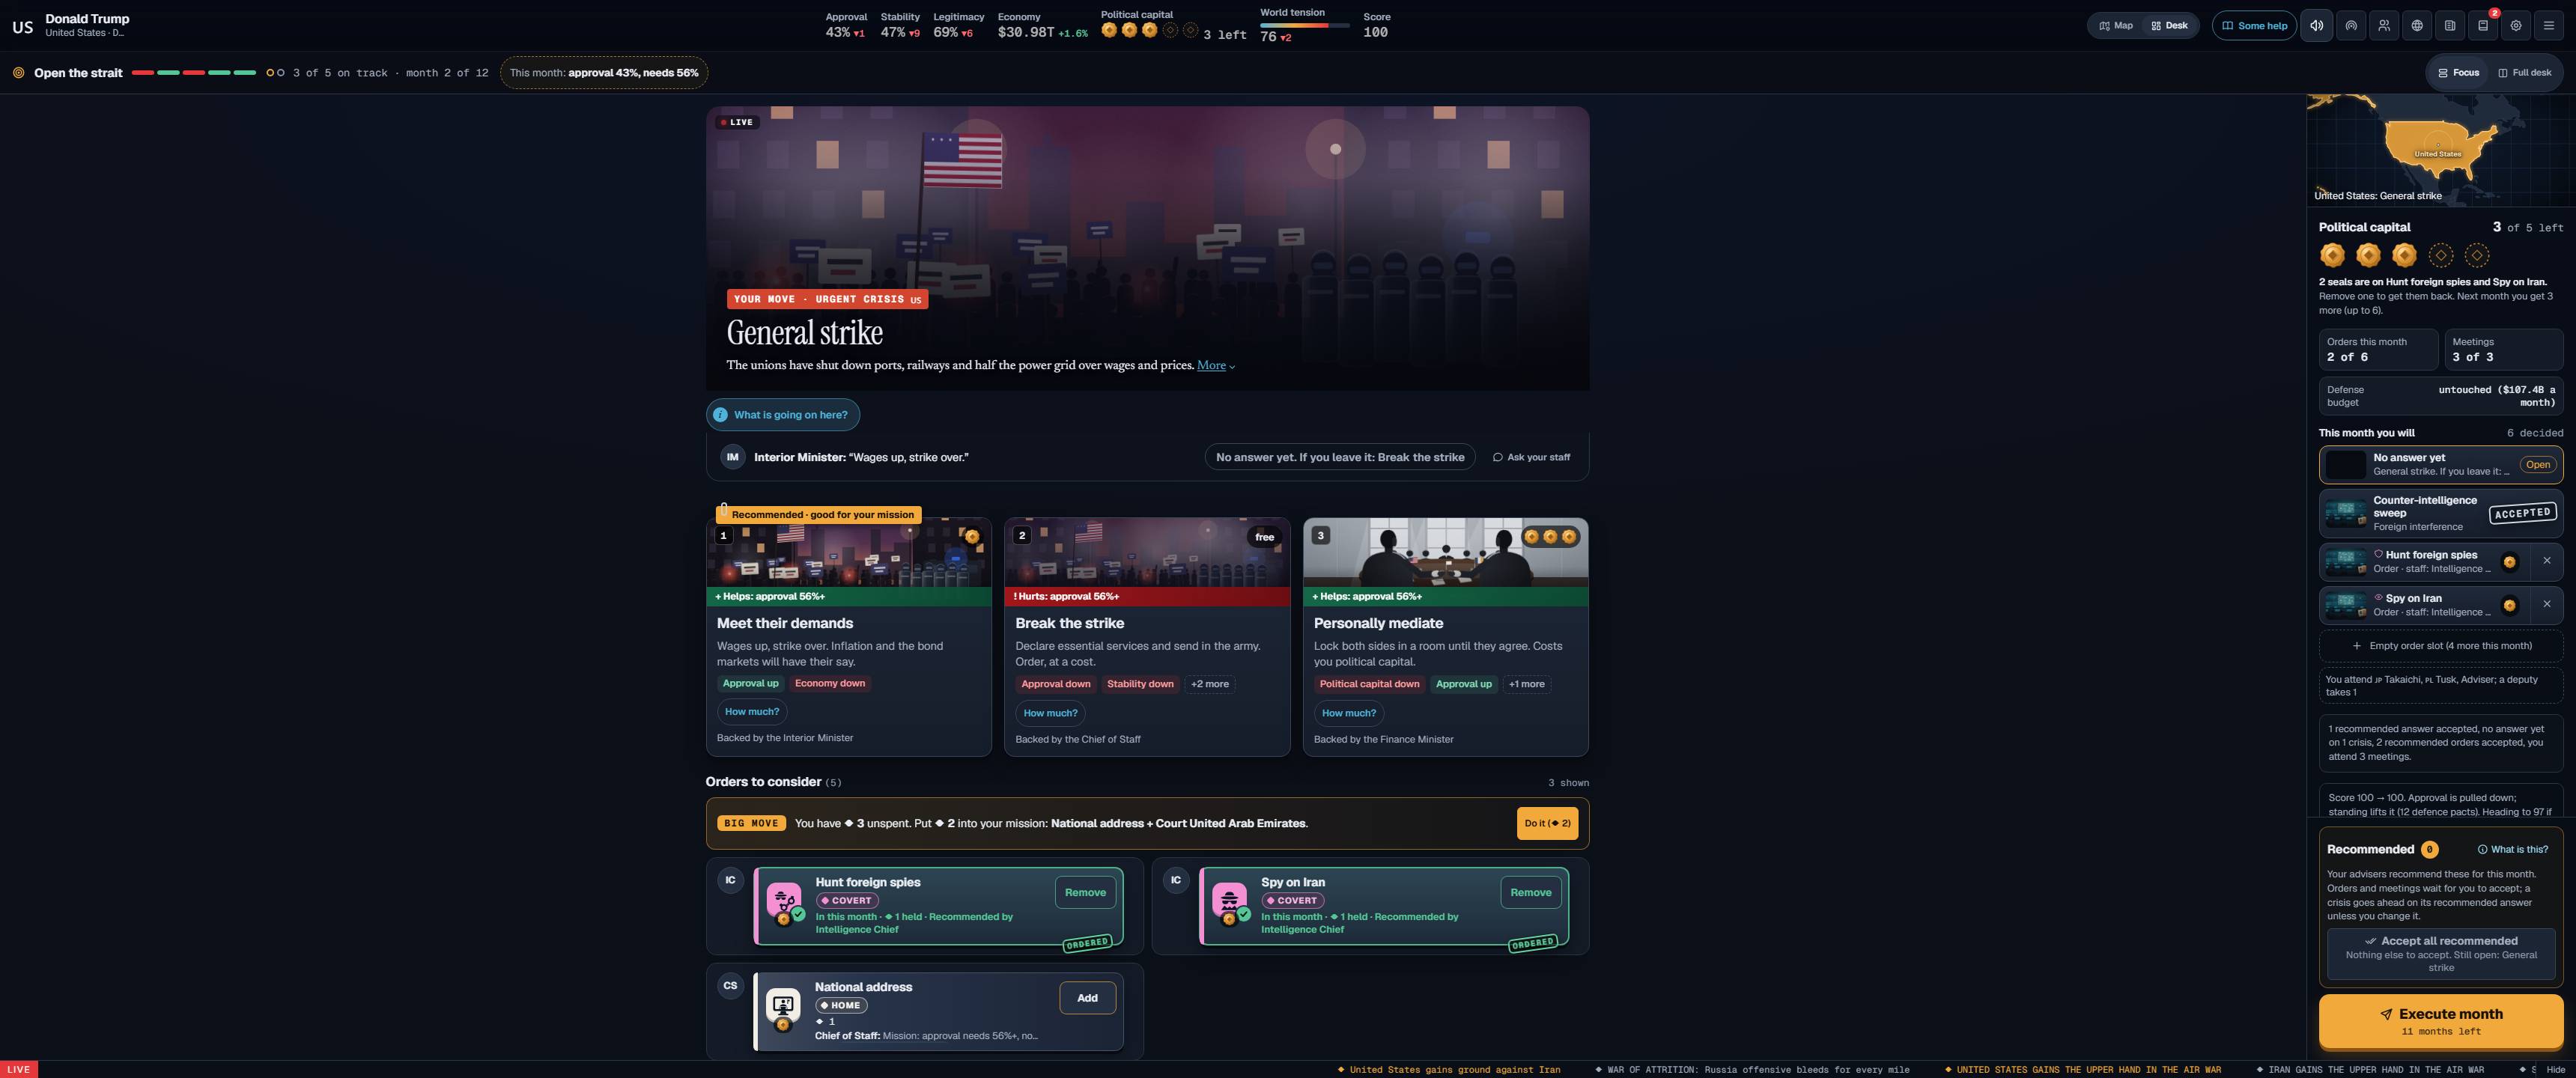 US
Donald Trump
United States · D...
Approval
43% ▾1
Stability
47% ▾9
Legitimacy
69% ▾6
Economy
$30.98T +1.6%
Political capital
3 left
World tension
76 ▾2
Score
100
Map
Desk
Some help
2
Open the strait
3 of 5 on track · month 2 of 12
This month: approval 43%, needs 56%
Focus
Full desk
LIVE
YOUR MOVE · URGENT CRISIS US
General strike
The unions have shut down ports, railways and half the power grid over wages and prices. More
What is going on here?
IM
Interior Minister: “Wages up, strike over.”
No answer yet. If you leave it: Break the strike
Ask your staff
Recommended · good for your mission
1
+ Helps: approval 56%+
Meet their demands
Wages up, strike over. Inflation and the bond
markets will have their say.
Approval up
Economy down
How much?
Backed by the Interior Minister
2
free
! Hurts: approval 56%+
Break the strike
Declare essential services and send in the army.
Order, at a cost.
Approval down
Stability down
+2 more
How much?
Backed by the Chief of Staff
3
+ Helps: approval 56%+
Personally mediate
Lock both sides in a room until they agree. Costs
you political capital.
Political capital down
Approval up
+1 more
How much?
Backed by the Finance Minister
Orders to consider (5)
3 shown
BIG MOVE
You have ◆ 3 unspent. Put ◆ 2 into your mission: National address + Court United Arab Emirates.
Do it (◆ 2)
IC
Hunt foreign spies
◆ COVERT
In this month · ◆ 1 held · Recommended by
Intelligence Chief
Remove
ORDERED
IC
Spy on Iran
◆ COVERT
In this month · ◆ 1 held · Recommended by
Intelligence Chief
Remove
ORDERED
CS
National address
◆ HOME
◆ 1
Chief of Staff: Mission: approval needs 56%+, no...
Add
United States
United States: General strike
Political capital
3 of 5 left
2 seals are on Hunt foreign spies and Spy on Iran.
Remove one to get them back. Next month you get 3
more (up to 6).
Orders this month
2 of 6
Meetings
3 of 3
Defense
budget
untouched ($107.4B a
month)
This month you will
6 decided
No answer yet
General strike. If you leave it: ...
Open
Counter-intelligence
sweep
Foreign interference
ACCEPTED
Hunt foreign spies
Order · staff: Intelligence ...
Spy on Iran
Order · staff: Intelligence ...
+ Empty order slot (4 more this month)
You attend JP Takaichi, PL Tusk, Adviser; a deputy
takes 1
1 recommended answer accepted, no answer yet
on 1 crisis, 2 recommended orders accepted, you
attend 3 meetings.
Score 100 → 100. Approval is pulled down;
standing lifts it (12 defence pacts). Heading to 97 if
Recommended 0
What is this?
Your advisers recommend these for this month.
Orders and meetings wait for you to accept; a
crisis goes ahead on its recommended answer
unless you change it.
Accept all recommended
Nothing else to accept. Still open: General
strike
Execute month
11 months left
LIVE
◆ United States gains ground against Iran
◆ WAR OF ATTRITION: Russia offensive bleeds for every mile
◆ UNITED STATES GAINS THE UPPER HAND IN THE AIR WAR
◆ IRAN GAINS THE UPPER HAND IN THE AIR WAR
Hide